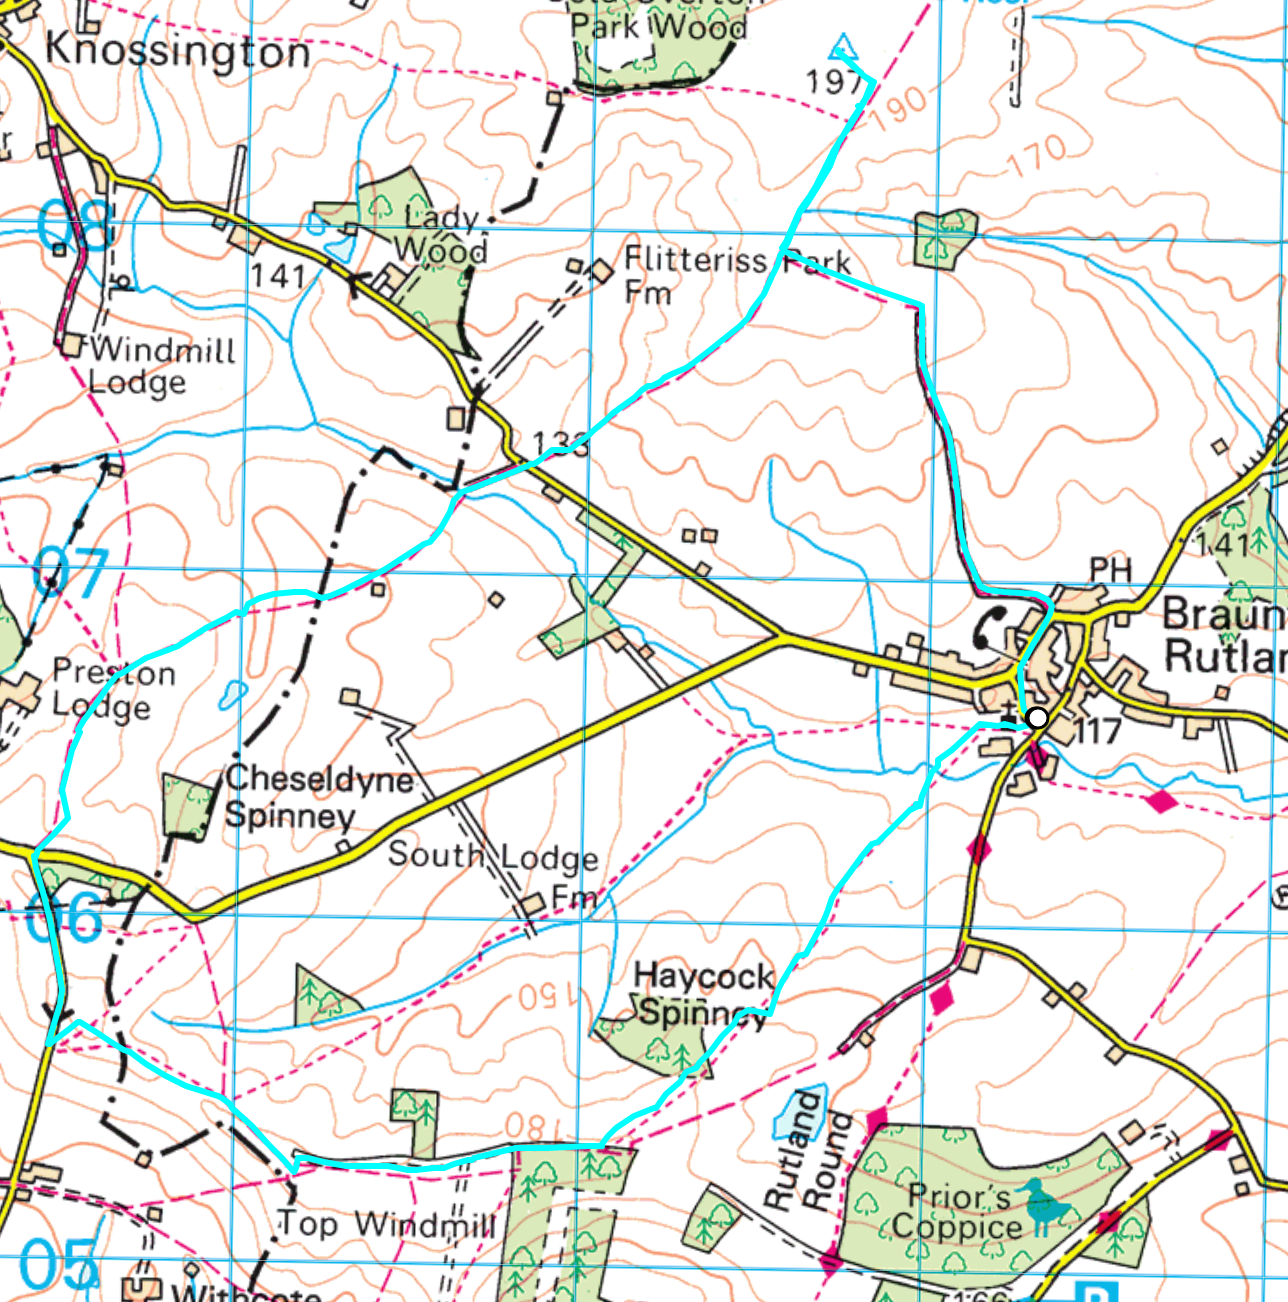 Park Wood
Knossington
197
190
170
08
Lady
Wood
141
Flitteriss Park
Fm
Windmill
Lodge
133
07
141
PH
Braun
Rutlan
Preston
Lodge
117
Cheseldyne
Spinney
South Lodge
Fm
06
Haycock
Spinney
150
180
Rutland
Round
Prior's
Coppice
Top Windmill
05
P